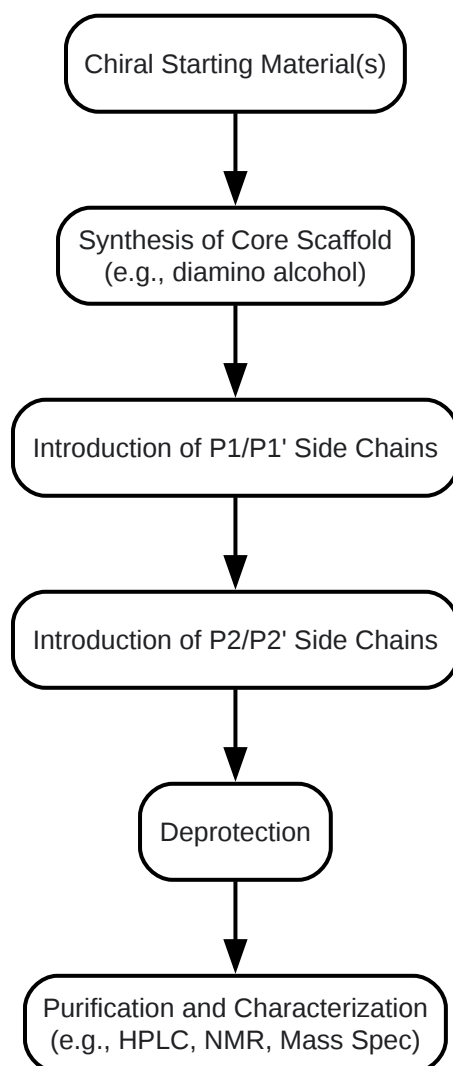 Chiral Starting Material(s)
Synthesis of Core Scaffold
(e.g., diamino alcohol)
Introduction of P1/P1' Side Chains
Introduction of P2/P2' Side Chains
Deprotection
Purification and Characterization
(e.g., HPLC, NMR, Mass Spec)